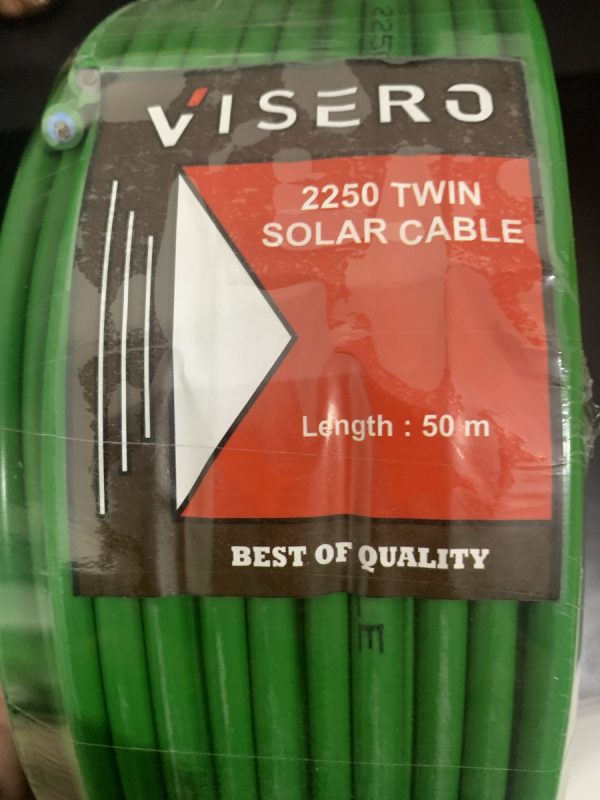 VISERO
2250 TWIN
SOLAR CABLE
Length : 50 m
BEST OF QUALITY